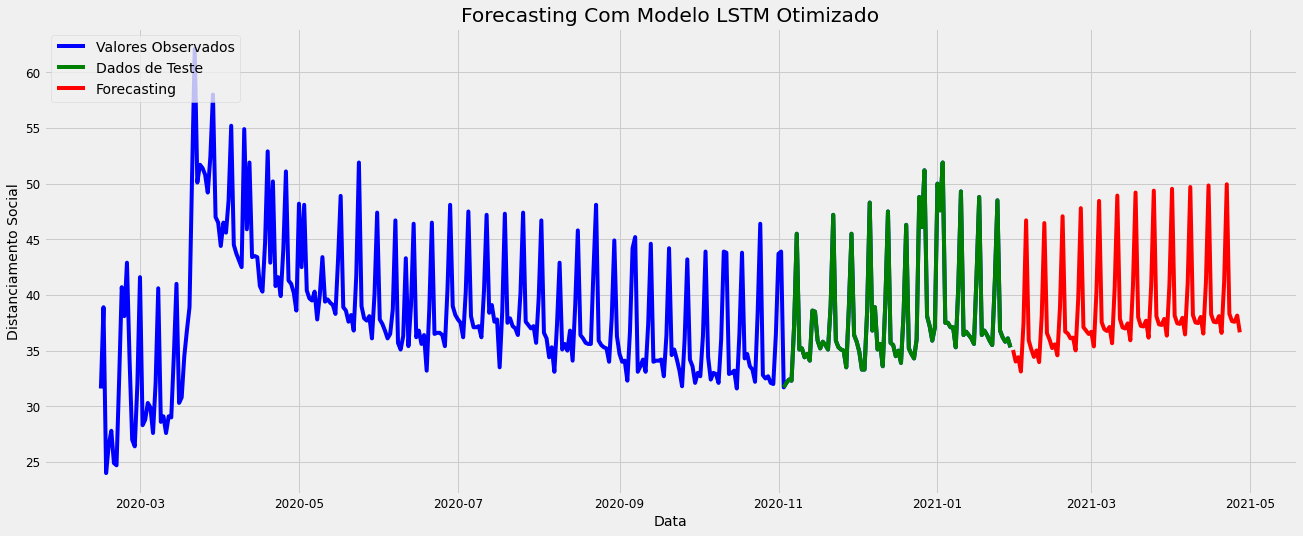 Forecasting Com Modelo LSTM Otimizado
Valores Observados
Dados de Teste
Forecasting
Distanciamento Social
60
55
50
45
40
35
30
25
2020-03
2020-05
2020-07
2020-09
2020-11
2021-01
2021-03
2021-05
Data